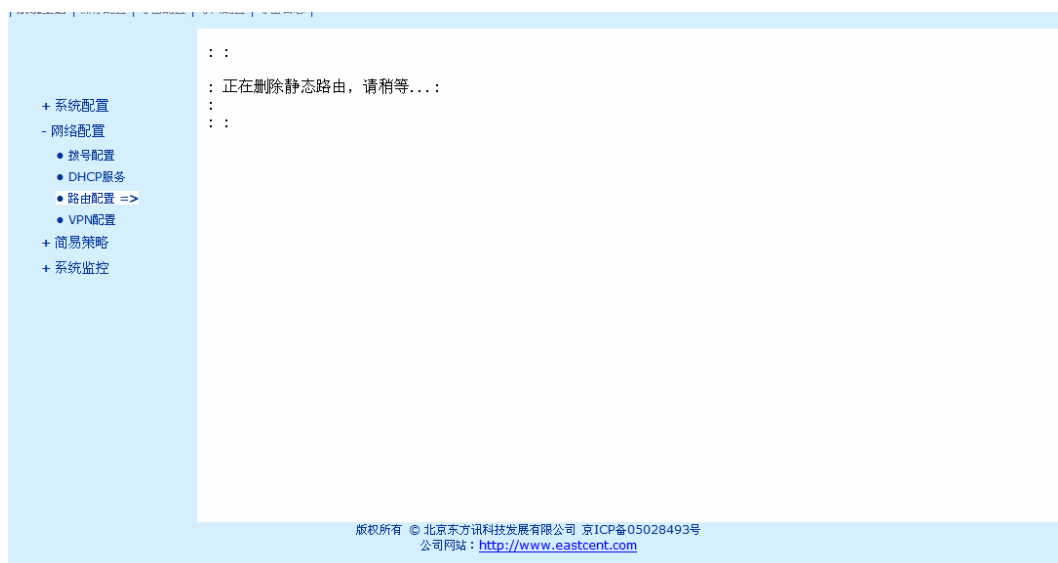 : :
: 正在删除静态路由，请稍等...:
:
: :
+ 系统配置
- 网络配置
● 拨号配置
● DHCP服务
● 路由配置 =>
● VPN配置
+ 简易策略
+ 系统监控
版权所有 © 北京东方讯科技发展有限公司 京ICP备05028493号
公司网站：http://www.eastcent.com